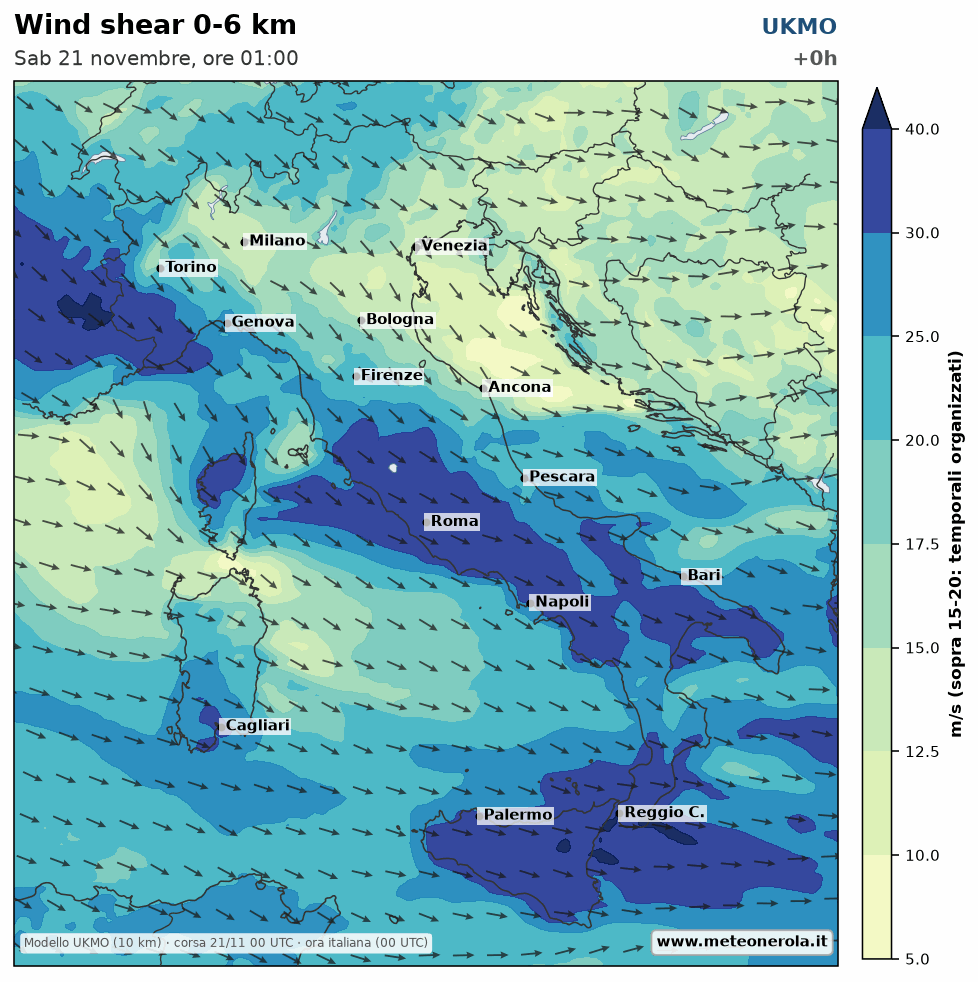 Wind shear 0-6 km
UKMO
Sab 21 novembre, ore 01:00
+0h
Milano
Venezia
Torino
Genova
Bologna
Firenze
Ancona
Pescara
Roma
Bari
Napoli
Cagliari
Palermo
Reggio C.
Modello UKMO (10 km) · corsa 21/11 00 UTC · ora italiana (00 UTC)
www.meteonerola.it
40.0
30.0
25.0
20.0
17.5
15.0
12.5
10.0
5.0
m/s (sopra 15-20: temporali organizzati)